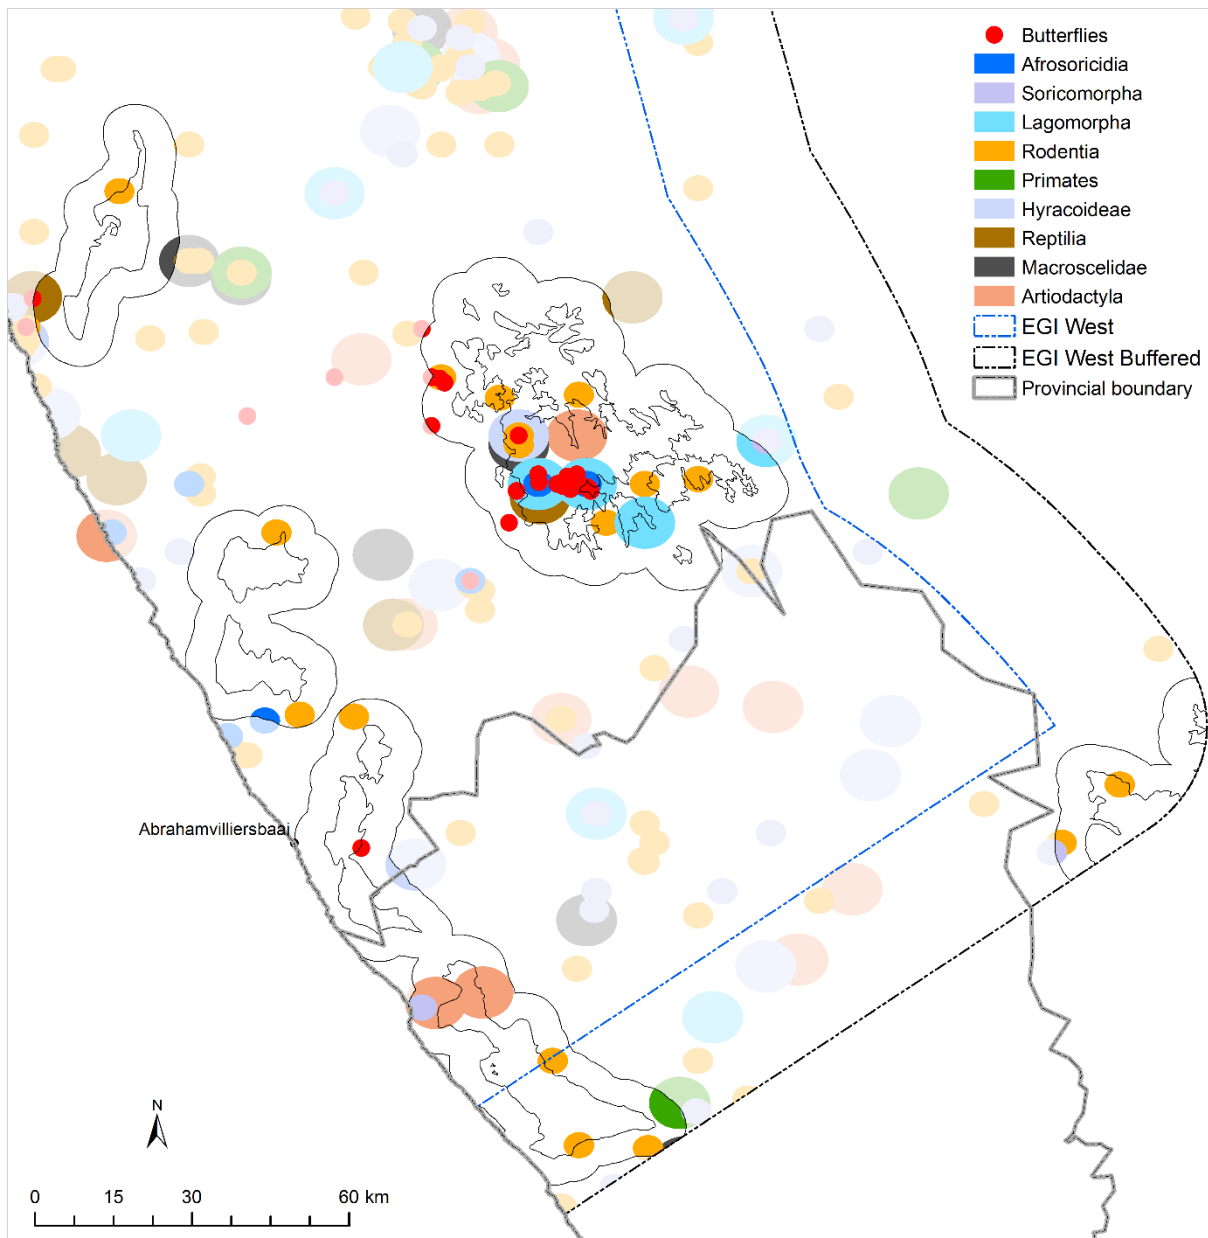 Butterflies
Afrosoricidia
Soricomorpha
Lagomorpha
Rodentia
Primates
Hyracoideae
Reptilia
Macroscelidae
Artiodactyla
EGI West
EGI West Buffered
Provincial boundary
Abrahamvilliersbaai
N
0 15 30 60 km